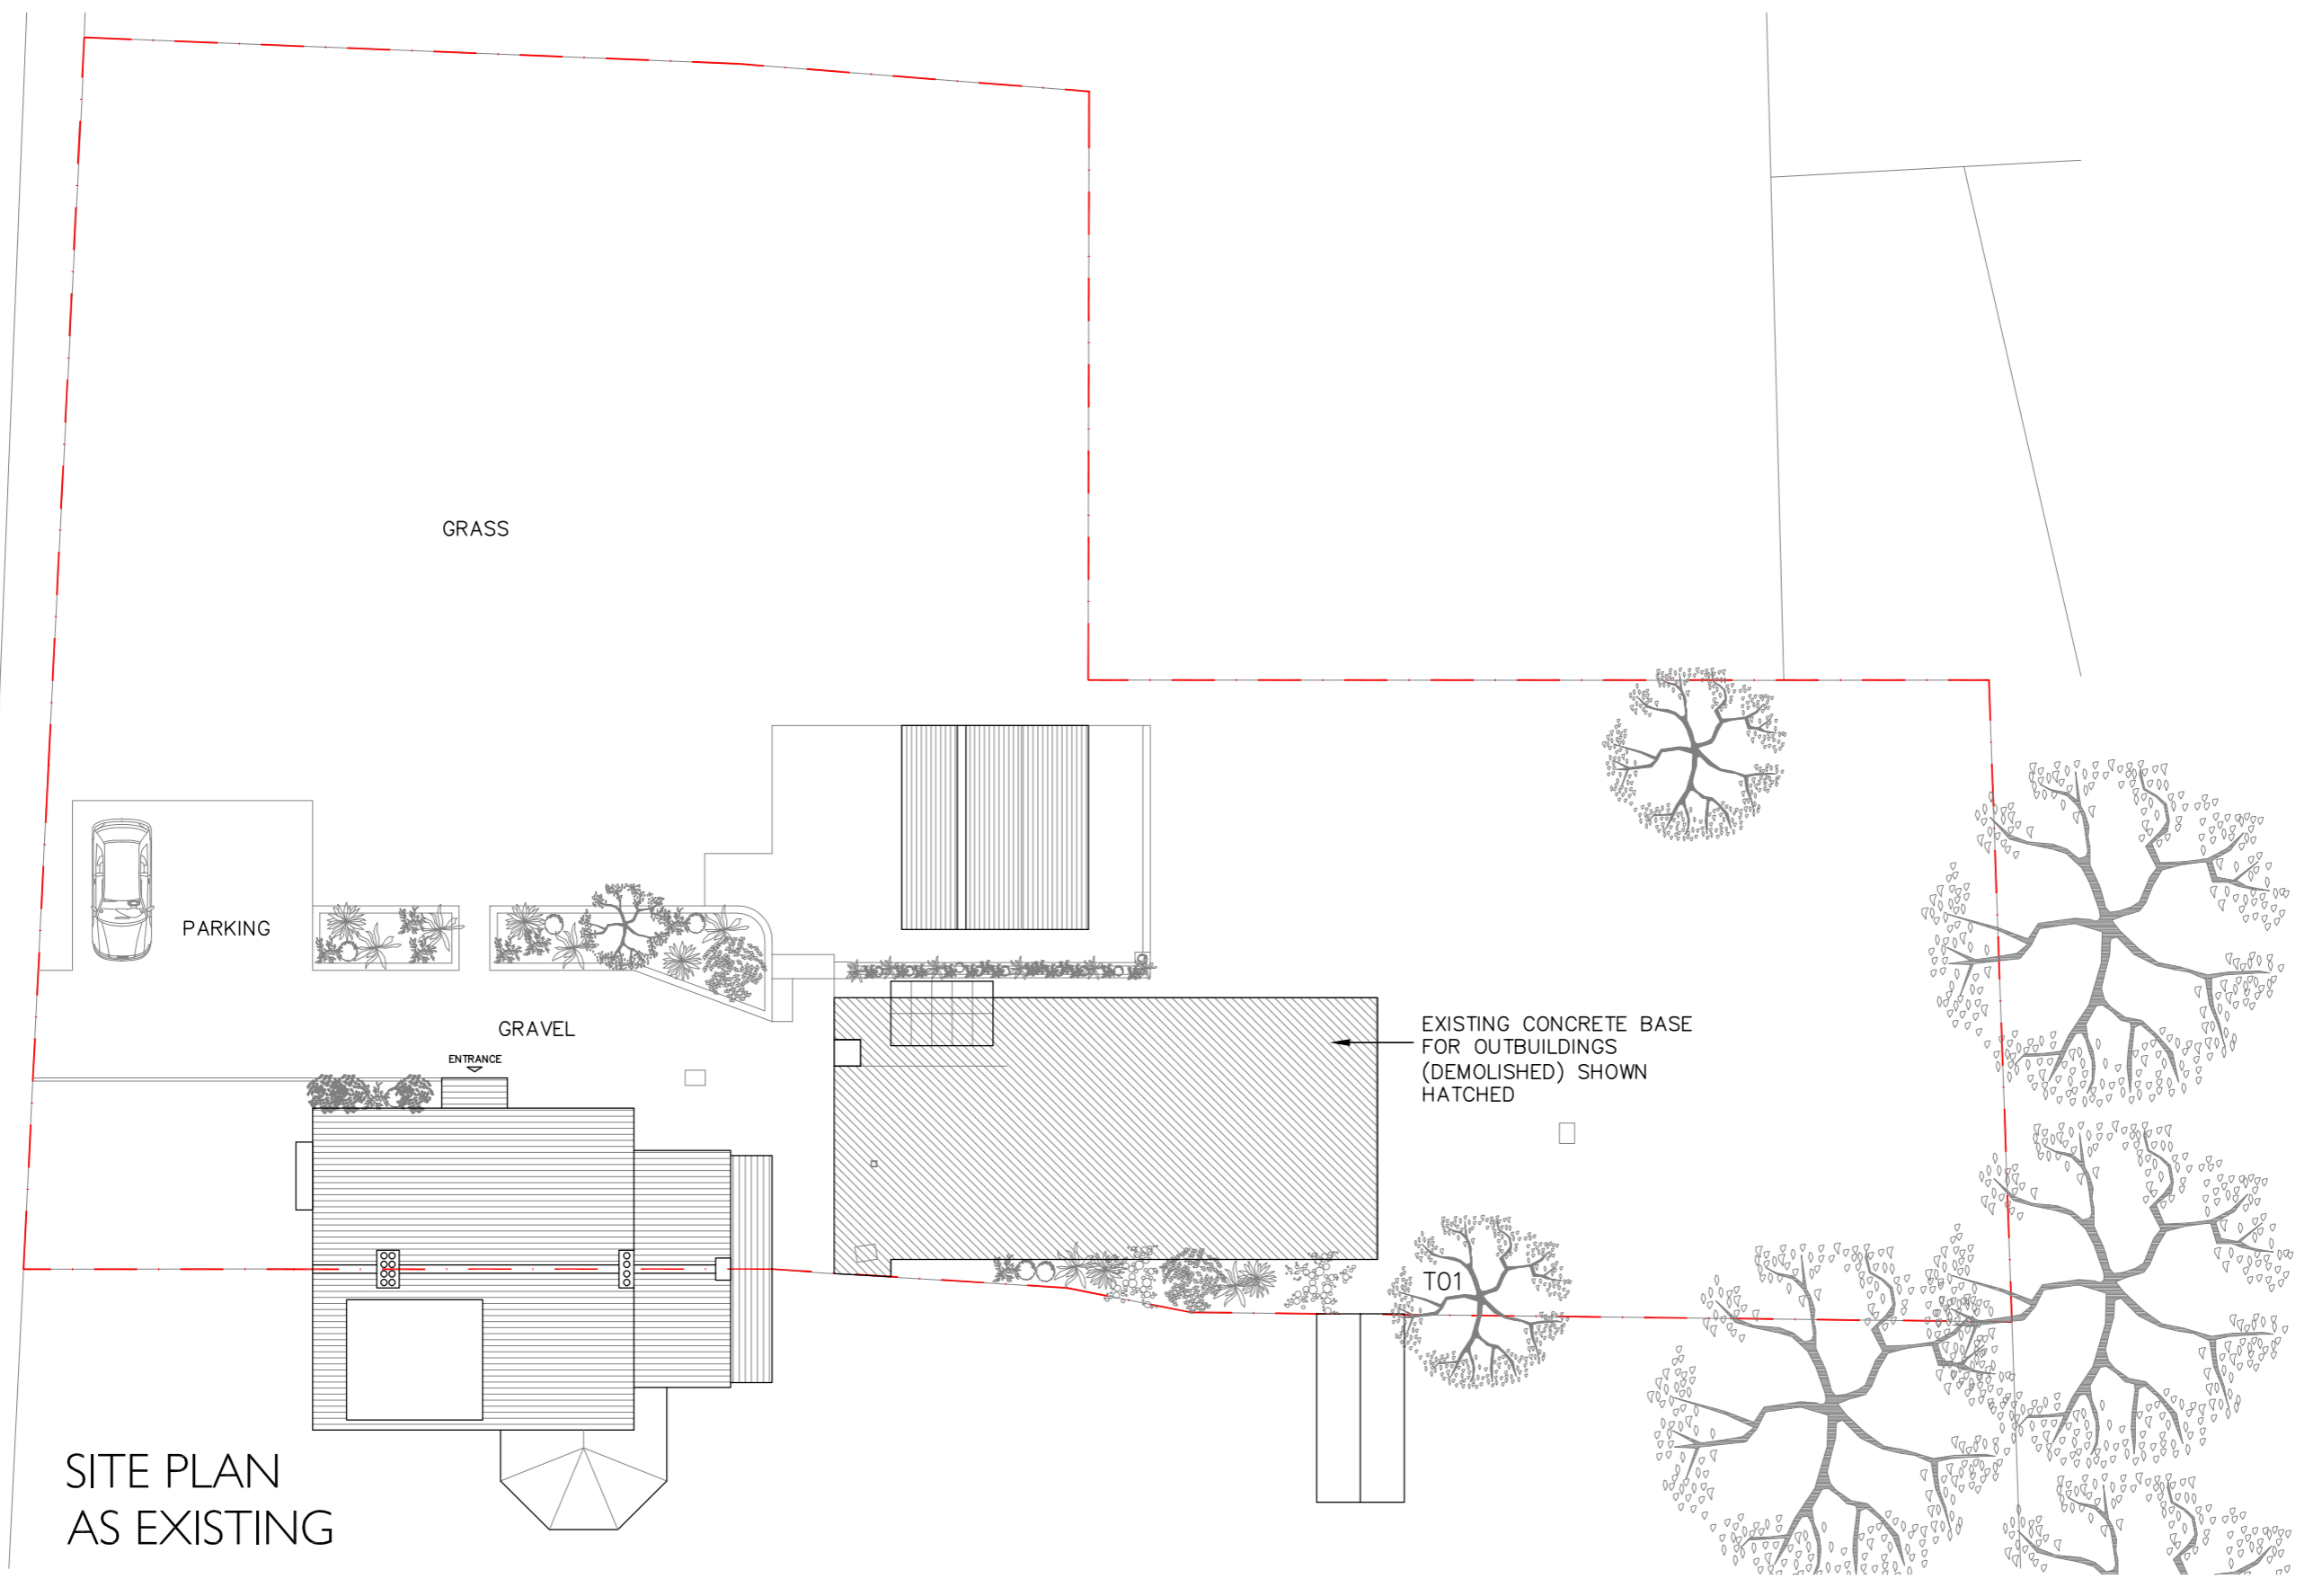 GRASS
PARKING
GRAVEL
ENTRANCE
EXISTING CONCRETE BASE
FOR OUTBUILDINGS
(DEMOLISHED) SHOWN
HATCHED
T01
SITE PLAN
AS EXISTING